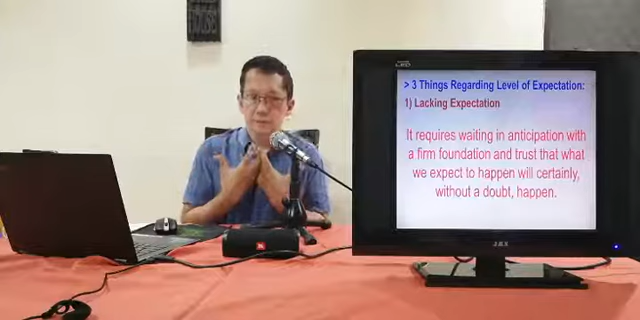 > 3 Things Regarding Level of Expectation:
1) Lacking Expectation
It requires waiting in anticipation with
a firm foundation and trust that what
we expect to happen will certainly,
without a doubt, happen.
JBL